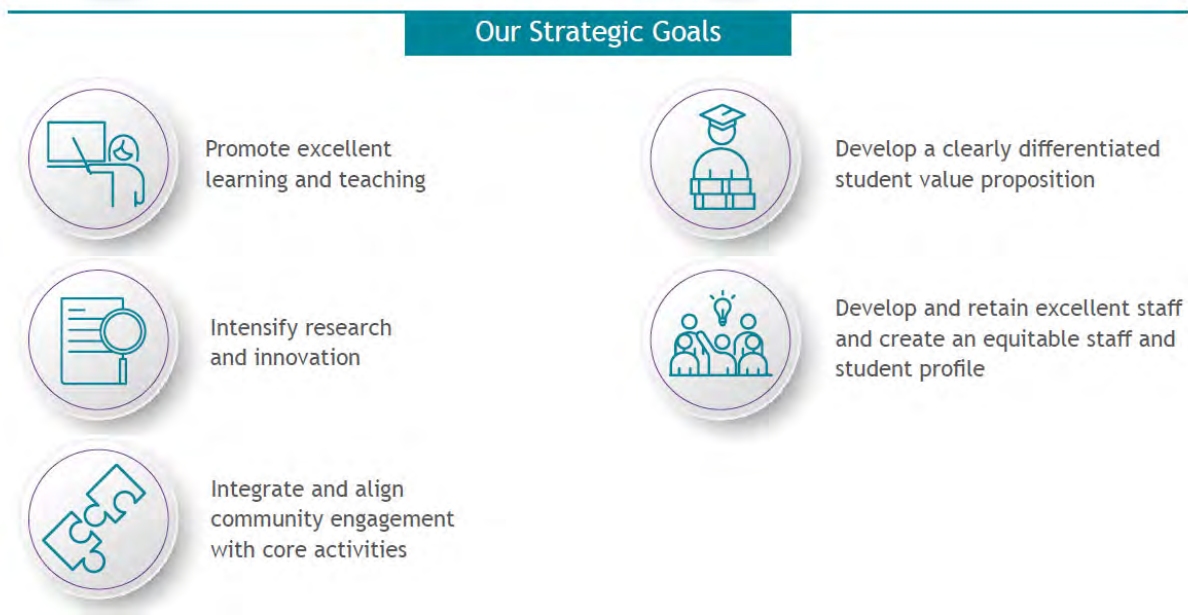 Our Strategic Goals
Promote excellent
learning and teaching
Intensify research
and innovation
Integrate and align
community engagement
with core activities
Develop a clearly differentiated
student value proposition
Develop and retain excellent staff
and create an equitable staff and
student profile